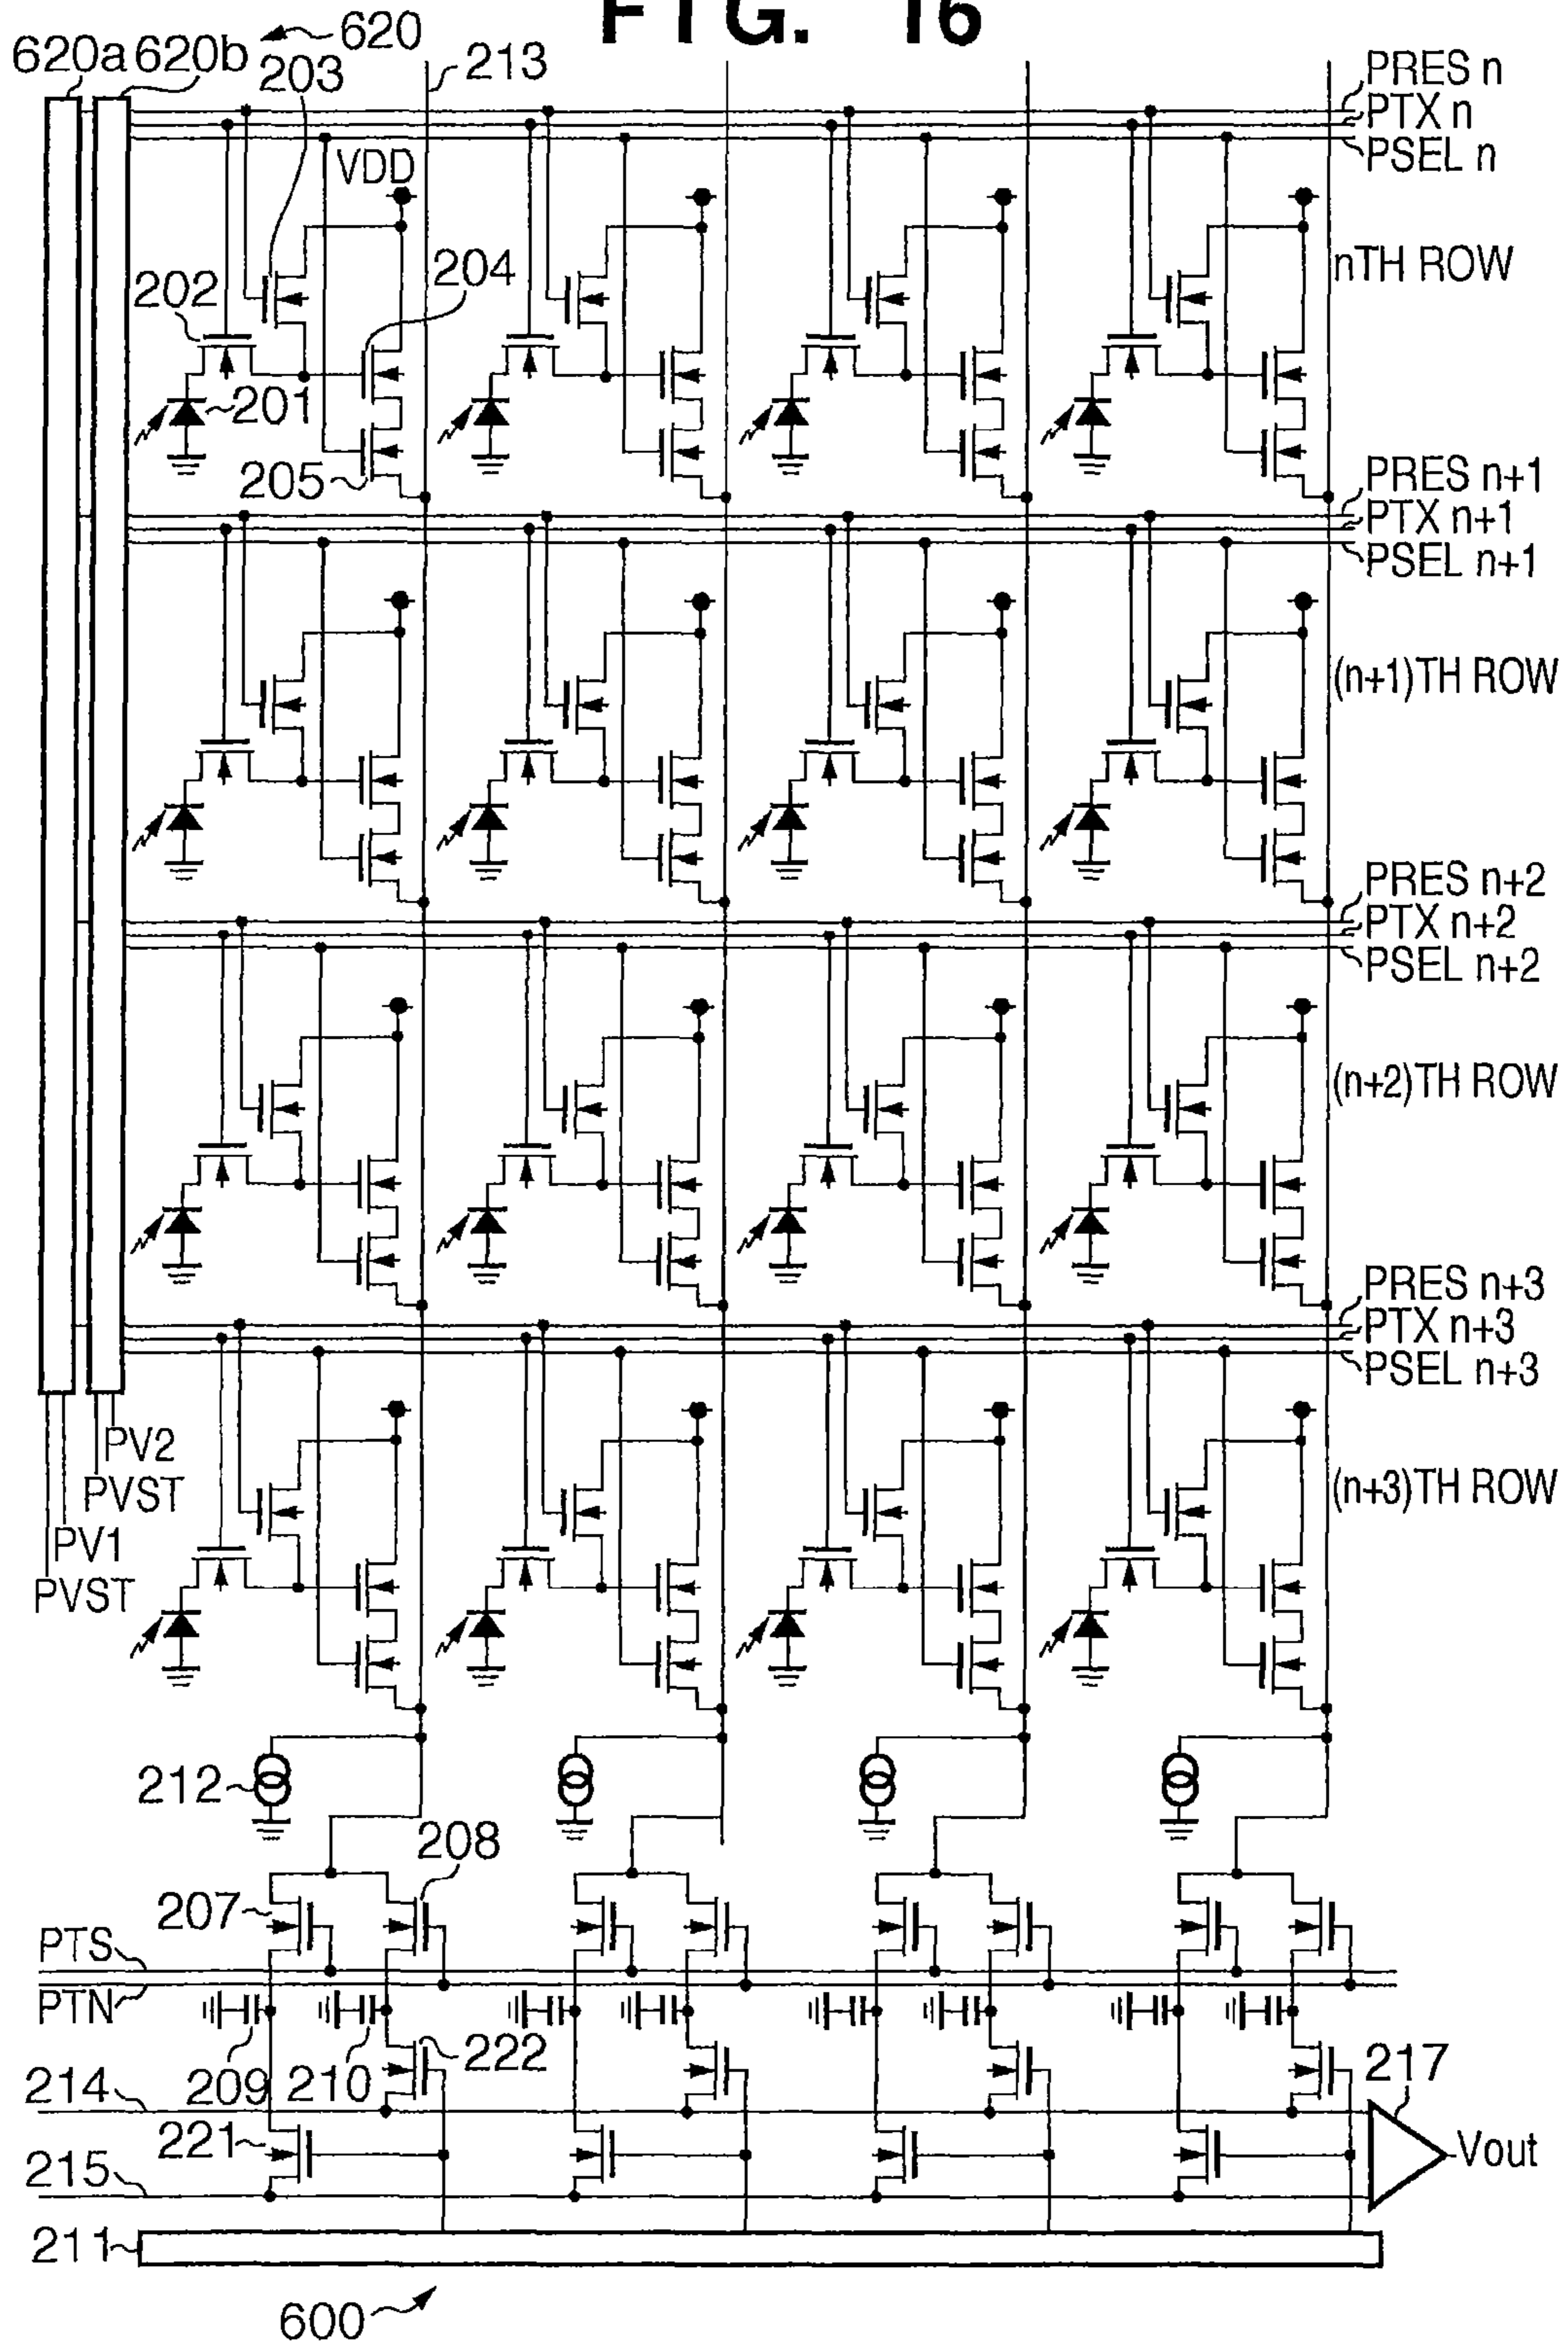 FIG. 16
620
620a 620b 203 213
PRES n
PTX n
PSEL n
VDD
nTH ROW
204
202
201
205
PRES n+1
PTX n+1
PSEL n+1
(n+1)TH ROW
PRES n+2
PTX n+2
PSEL n+2
(n+2)TH ROW
PRES n+3
PTX n+3
PSEL n+3
PV2
PVST
PV1
PVST
(n+3)TH ROW
212
208
207
PTS
PTN
209 210 222
214
217
221
Vout
215
211
600